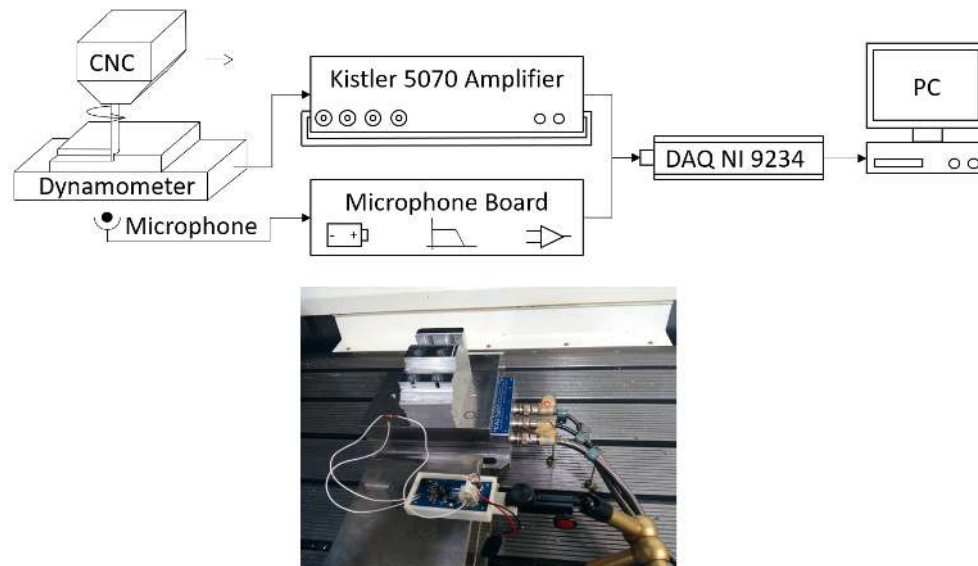 CNC
Kistler 5070 Amplifier
PC
DAQ NI 9234
Dynamometer
Microphone Board
Microphone
- +